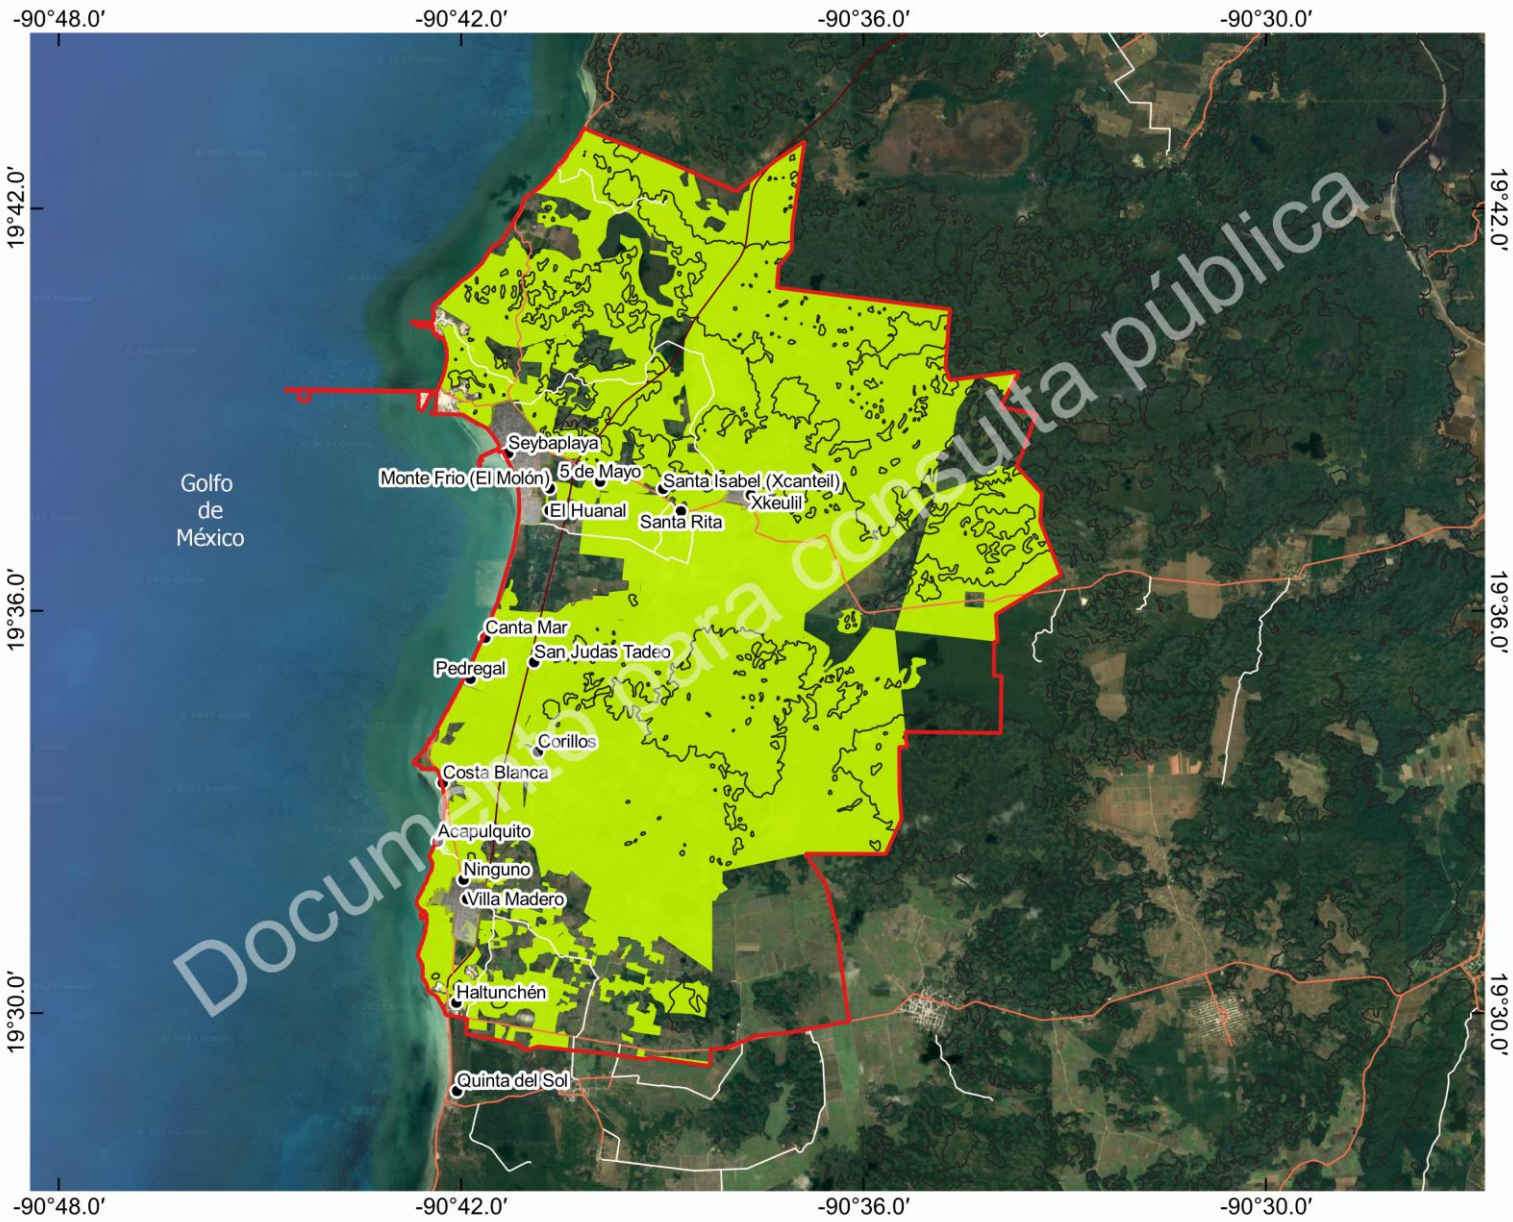 -90°48.0′ -90°42.0′ -90°36.0′ -90°30.0′
19°42.0′ 19°42.0′
Seybaplaya
Monte Frio (El Molón) 5 de Mayo Santa Isabel (Xcanteil)
Xkeulil
El Huanal
Santa Rita
Golfo
de
México
19°36.0′ 19°36.0′
Canta Mar
San Judas Tadeo
Pedregal
Corillos
Costa Blanca
Acapulquito
Ninguno
Villa Madero
Haltunchén
19°30.0′ 19°30.0′
Quinta del Sol
-90°48.0′ -90°42.0′ -90°36.0′ -90°30.0′
Documento para consulta pública